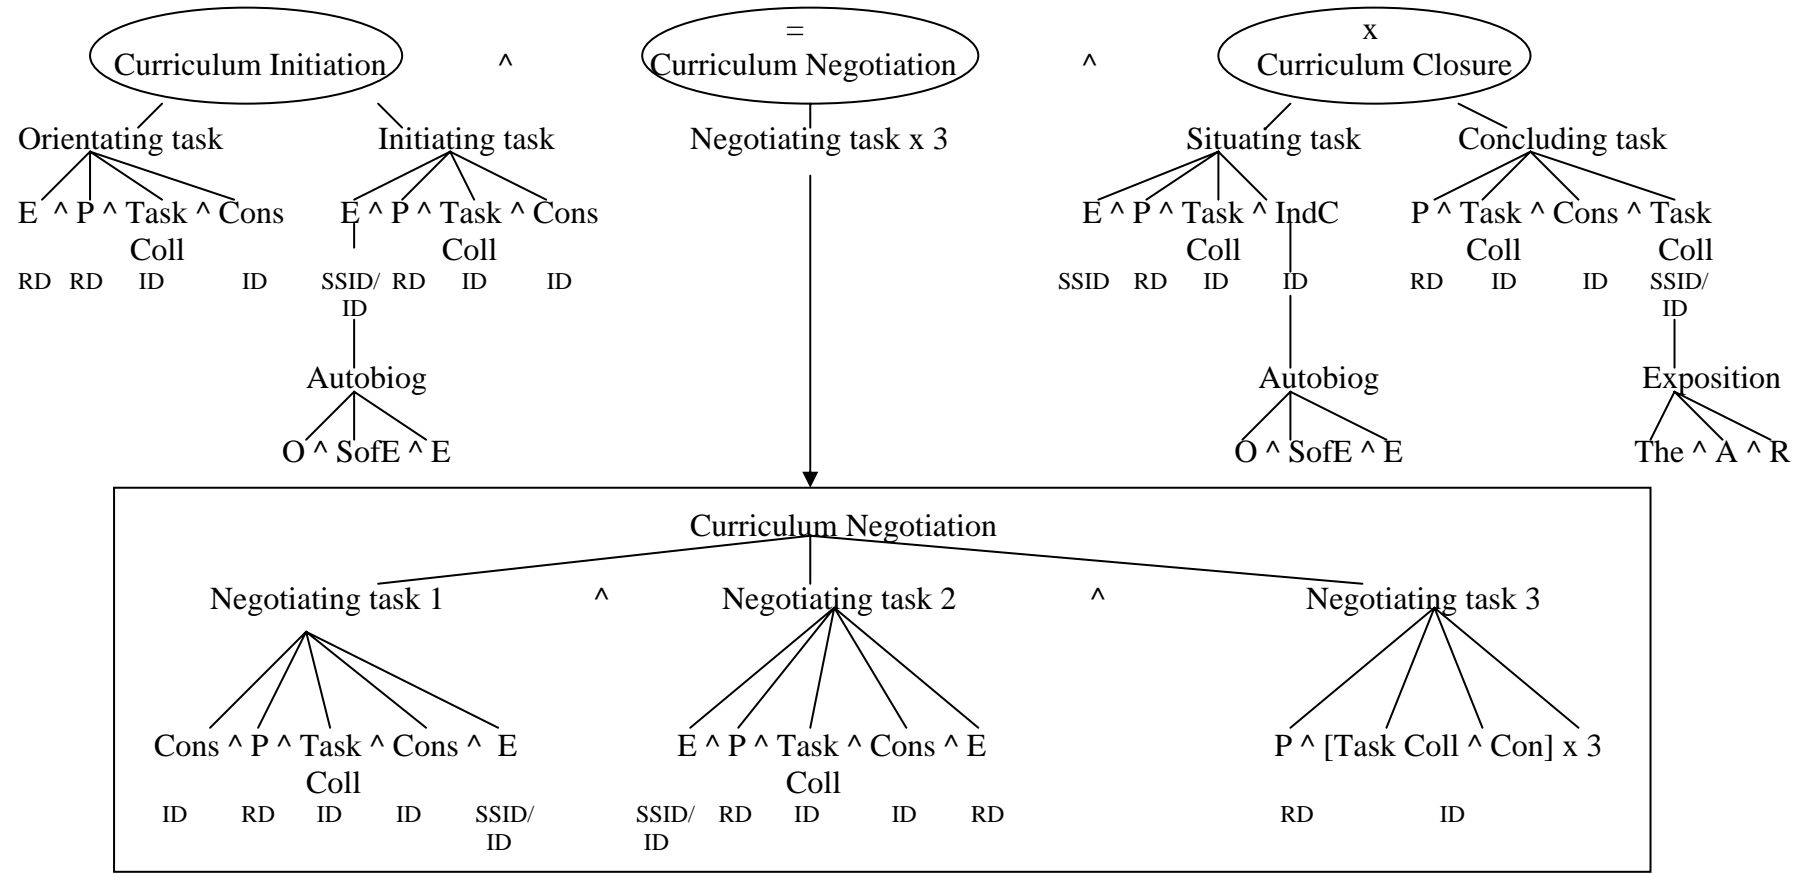 = x
Curriculum Initiation ^ Curriculum Negotiation ^ Curriculum Closure
Orientating task Initiating task Negotiating task x 3 Situating task Concluding task
E ^ P ^ Task ^ Cons E ^ P ^ Task ^ Cons E ^ P ^ Task ^ IndC P ^ Task ^ Cons ^ Task
Coll Coll Coll Coll Coll
RD RD ID ID SSID/ RD ID ID SSID RD ID ID RD ID ID SSID/
ID ID
Autobiog Autobiog Exposition
O ^ SofE ^ E O ^ SofE ^ E The ^ A ^ R
Curriculum Negotiation
Negotiating task 1 ^ Negotiating task 2 ^ Negotiating task 3
Cons ^ P ^ Task ^ Cons ^ E E ^ P ^ Task ^ Cons ^ E P ^ [Task Coll ^ Con] x 3
Coll Coll
ID RD ID ID SSID/ SSID/ RD ID ID RD RD ID
ID ID